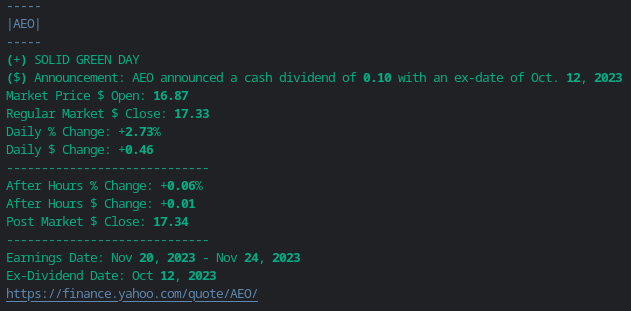 -----
|AEO|
-----
(+) SOLID GREEN DAY
($) Announcement: AEO announced a cash dividend of 0.10 with an ex-date of Oct. 12, 2023
Market Price $ Open: 16.87
Regular Market $ Close: 17.33
Daily % Change: +2.73%
Daily $ Change: +0.46
-----------------------------
After Hours % Change: +0.06%
After Hours $ Change: +0.01
Post Market $ Close: 17.34
-----------------------------
Earnings Date: Nov 20, 2023 - Nov 24, 2023
Ex-Dividend Date: Oct 12, 2023
https://finance.yahoo.com/quote/AEO/